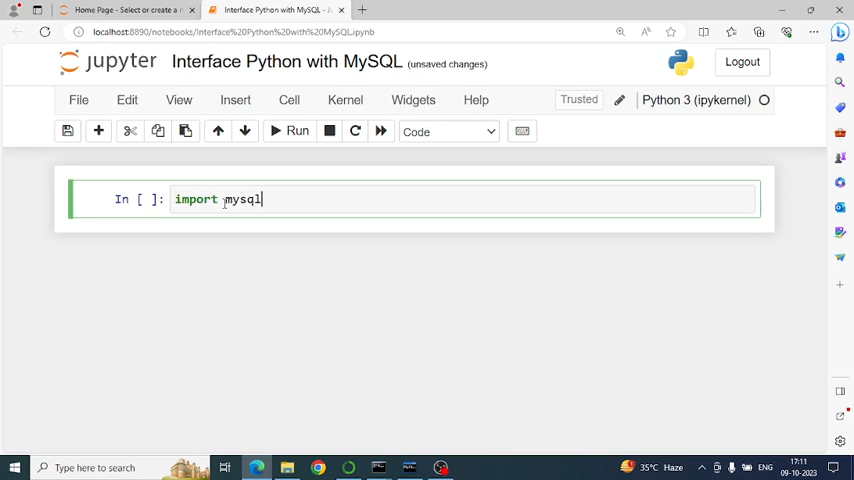 Home Page - Select or create a n
Interface Python with MySQL - Ju
localhost:8890/notebooks/Interface%20Python%20with%20MySQL.ipynb
jupyter Interface Python with MySQL (unsaved changes)
Logout
File Edit View Insert Cell Kernel Widgets Help
Trusted
Python 3 (ipykernel)
Run
Code
In [ ]: import mysql
Type here to search
35°C Haze
ENG
17:11
09-10-2023